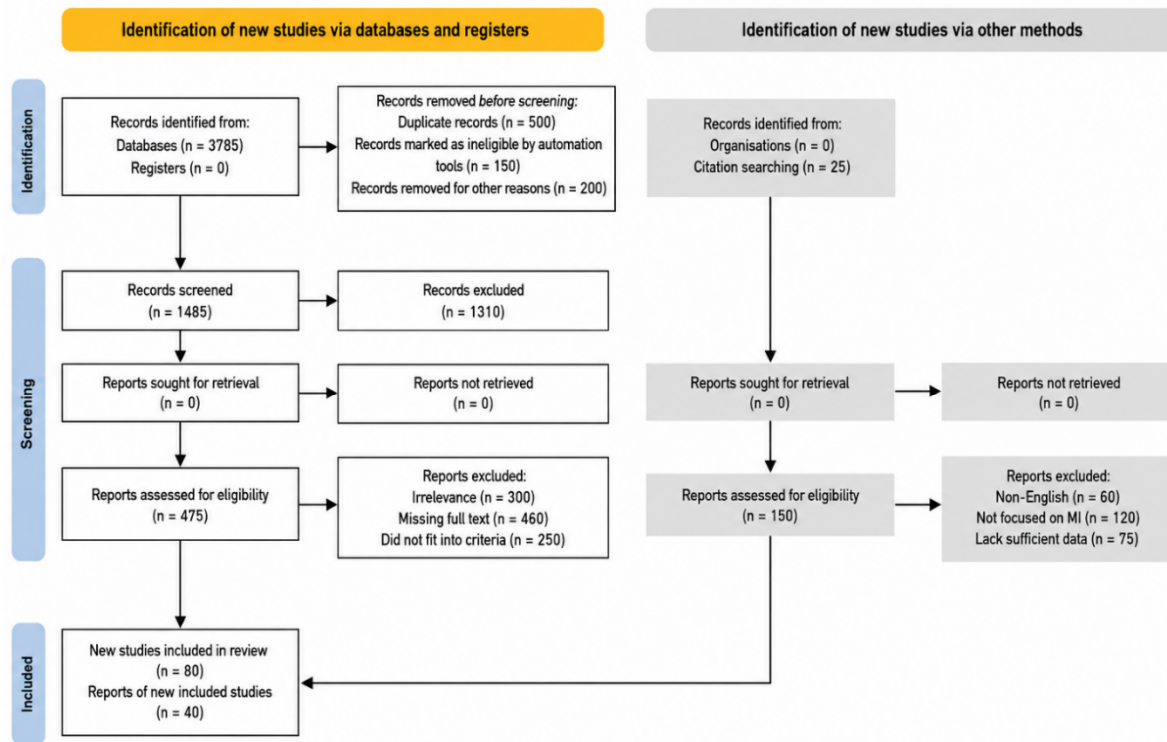 Identification of new studies via databases and registers
Identification of new studies via other methods
Identification
Records identified from:
Databases (n = 3785)
Registers (n = 0)
Records removed before screening:
Duplicate records (n = 500)
Records marked as ineligible by automation
tools (n = 150)
Records removed for other reasons (n = 200)
Records identified from:
Organisations (n = 0)
Citation searching (n = 25)
Screening
Records screened
(n = 1485)
Records excluded
(n = 1310)
Reports sought for retrieval
(n = 0)
Reports not retrieved
(n = 0)
Reports sought for retrieval
(n = 0)
Reports not retrieved
(n = 0)
Reports assessed for eligibility
(n = 475)
Reports excluded:
Irrelevance (n = 300)
Missing full text (n = 460)
Did not fit into criteria (n = 250)
Reports assessed for eligibility
(n = 150)
Reports excluded:
Non-English (n = 60)
Not focused on MI (n = 120)
Lack sufficient data (n = 75)
Included
New studies included in review
(n = 80)
Reports of new included studies
(n = 40)